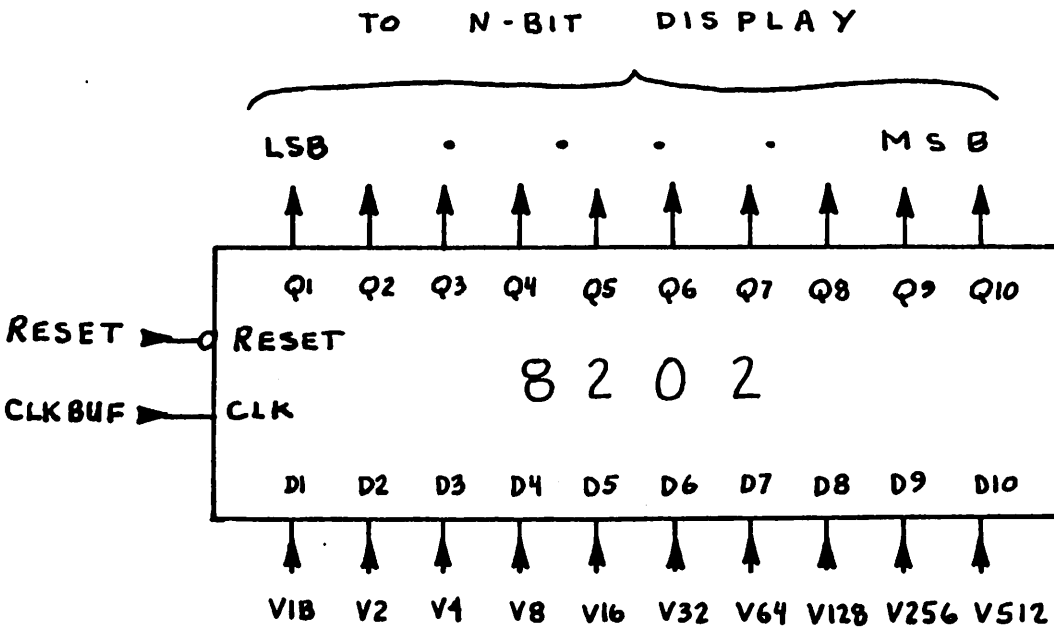 TO N-BIT DISPLAY
LSB . . . . MSB
Q1 Q2 Q3 Q4 Q5 Q6 Q7 Q8 Q9 Q10
RESET RESET
8202
CLKBUF CLK
D1 D2 D3 D4 D5 D6 D7 D8 D9 D10
V1B V2 V4 V8 V16 V32 V64 V128 V256 V512